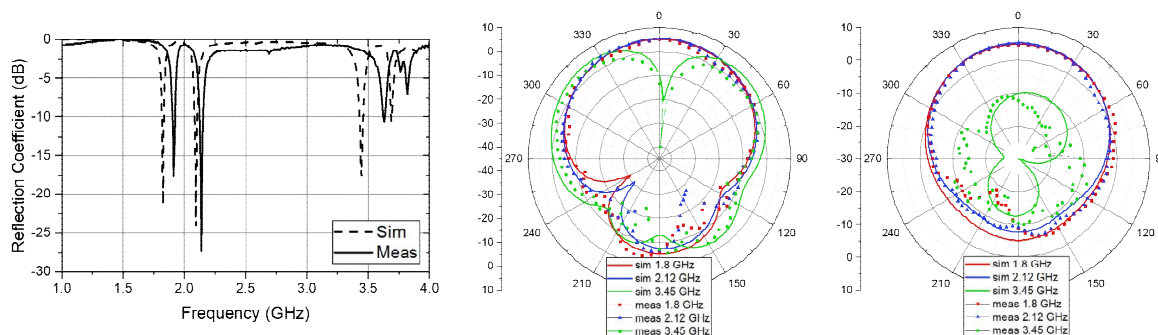 0
-5
-10
-15
-20
-25
-30
Reflection Coefficient (dB)
Sim
Meas
1.0 1.5 2.0 2.5 3.0 3.5 4.0
Frequency (GHz)
10
0
-10
-20
-30
-40
-30
-20
-10
0
10
0
30
60
90
120
150
210
240
270
300
330
sim 1.8 GHz
sim 2.12 GHz
sim 3.45 GHz
meas 1.8 GHz
meas 2.12 GHz
meas 3.45 GHz
10
0
-10
-20
-30
-20
-10
0
10
0
30
60
9
120
150
210
240
270
300
330
sim 1.8 GHz
sim 2.12 GHz
sim 3.45 GHz
meas 1.8 GHz
meas 2.12 GHz
meas 3.45 GHz